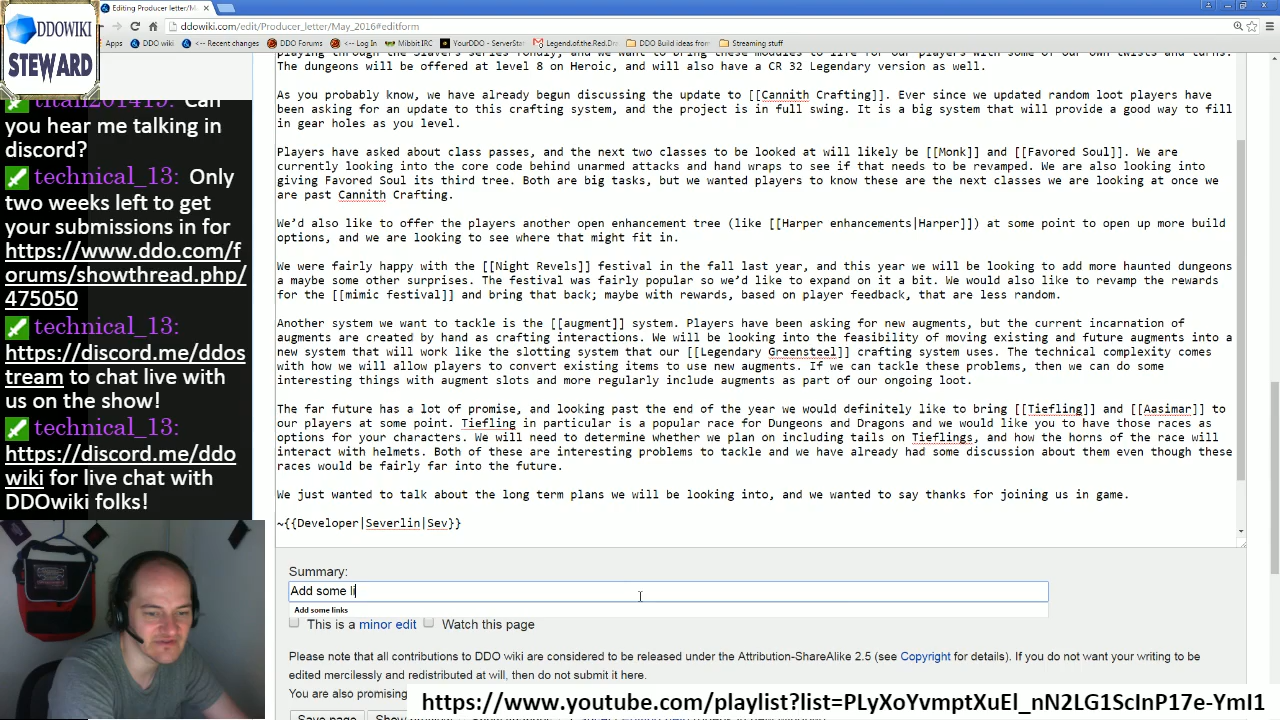 DDOWIKI
STEWARD
Editing Producer letter/M
ddowiki.com/edit/Producer_letter/May_2016#editform
Apps DDO wiki <-- Recent changes DDO Forums <-- Log In Mibbit IRC YourDDO - ServerSt Legend.of.the.Red.Dr DDO Build ideas from Streaming stuff
The dungeons will be offered at level 8 on Heroic, and will also have a CR 32 Legendary version as well.
As you probably know, we have already begun discussing the update to [[Cannith Crafting]]. Ever since we updated random loot players have
been asking for an update to this crafting system, and the project is in full swing. It is a big system that will provide a good way to fill
in gear holes as you level.
Players have asked about class passes, and the next two classes to be looked at will likely be [[Monk]] and [[Favored Soul]]. We are
currently looking into the core code behind unarmed attacks and hand wraps to see if that needs to be revamped. We are also looking into
giving Favored Soul its third tree. Both are big tasks, but we wanted players to know these are the next classes we are looking at once we
are past Cannith Crafting.
We'd also like to offer the players another open enhancement tree (like [[Harper enhancements|Harper]]) at some point to open up more build
options, and we are looking to see where that might fit in.
We were fairly happy with the [[Night Revels]] festival in the fall last year, and this year we will be looking to add more haunted dungeons
a maybe some other surprises. The festival was fairly popular so we'd like to expand on it a bit. We would also like to revamp the rewards
for the [[mimic festival]] and bring that back; maybe with rewards, based on player feedback, that are less random.
Another system we want to tackle is the [[augment]] system. Players have been asking for new augments, but the current incarnation of
augments are created by hand as crafting interactions. We will be looking into the feasibility of moving existing and future augments into a
new system that will work like the slotting system that our [[Legendary Greensteel]] crafting system uses. The technical complexity comes
with how we will allow players to convert existing items to use new augments. If we can tackle these problems, then we can do some
interesting things with augment slots and more regularly include augments as part of our ongoing loot.
The far future has a lot of promise, and looking past the end of the year we would definitely like to bring [[Tiefling]] and [[Aasimar]] to
our players at some point. Tiefling in particular is a popular race for Dungeons and Dragons and we would like you to have those races as
options for your characters. We will need to determine whether we plan on including tails on Tieflings, and how the horns of the race will
interact with helmets. Both of these are interesting problems to tackle and we have already had some discussion about them even though these
races would be fairly far into the future.
We just wanted to talk about the long term plans we will be looking into, and we wanted to say thanks for joining us in game.
~{{Developer|Severlin|Sev}}
Summary:
Add some li
Add some links
This is a minor edit Watch this page
Please note that all contributions to DDO wiki are considered to be released under the Attribution-ShareAlike 2.5 (see Copyright for details). If you do not want your writing to
be edited mercilessly and redistributed at will, then do not submit it here.
You are also promising
Save page
https://www.youtube.com/playlist?list=PLyXoYvmptXuEl_nN2LG1ScInP17e-YmI1
titan201413: Can
you hear me talking in
discord?
technical_13: Only
two weeks left to get
your submissions in for
https://www.ddo.com/f
orums/showthread.php/
475050
technical_13:
https://discord.me/ddos
tream to chat live with
us on the show!
technical_13:
https://discord.me/ddo
wiki for live chat with
DDOwiki folks!